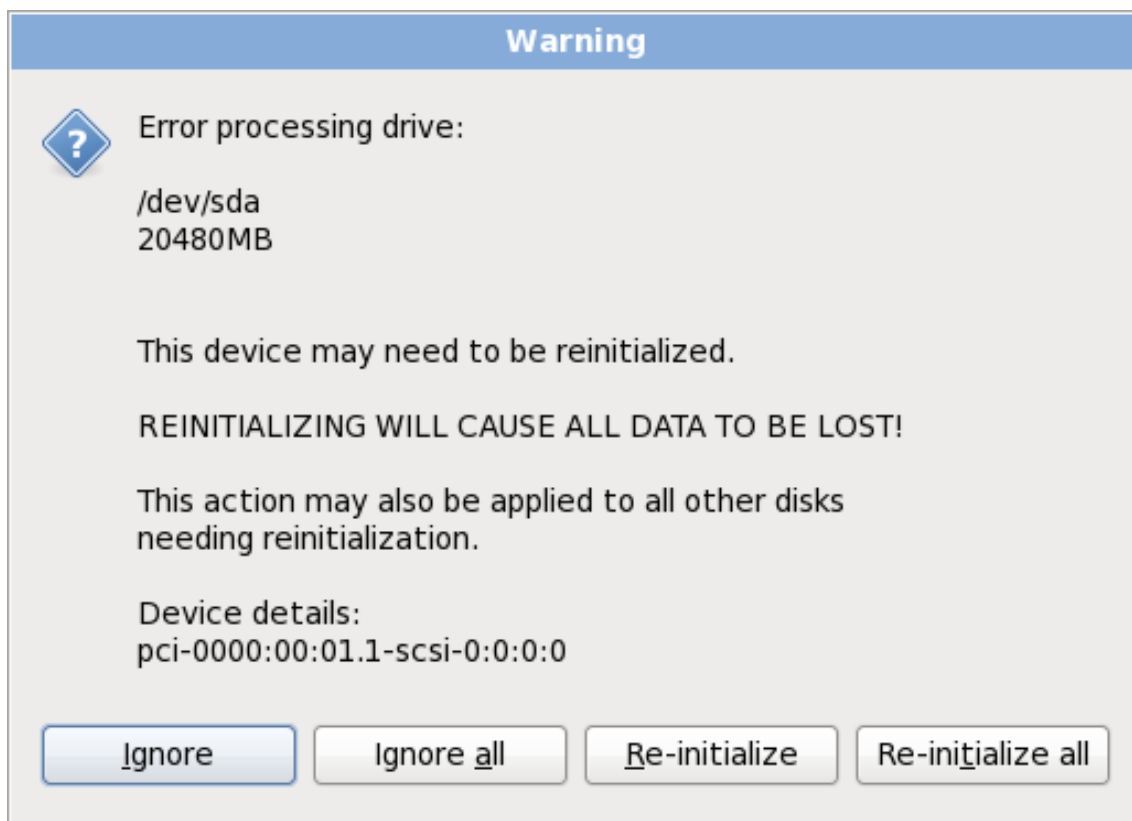 Warning
Error processing drive:
/dev/sda
20480MB
This device may need to be reinitialized.
REINITIALIZING WILL CAUSE ALL DATA TO BE LOST!
This action may also be applied to all other disks
needing reinitialization.
Device details:
pci-0000:00:01.1-scsi-0:0:0:0
Ignore
Ignore all
Re-initialize
Re-initialize all